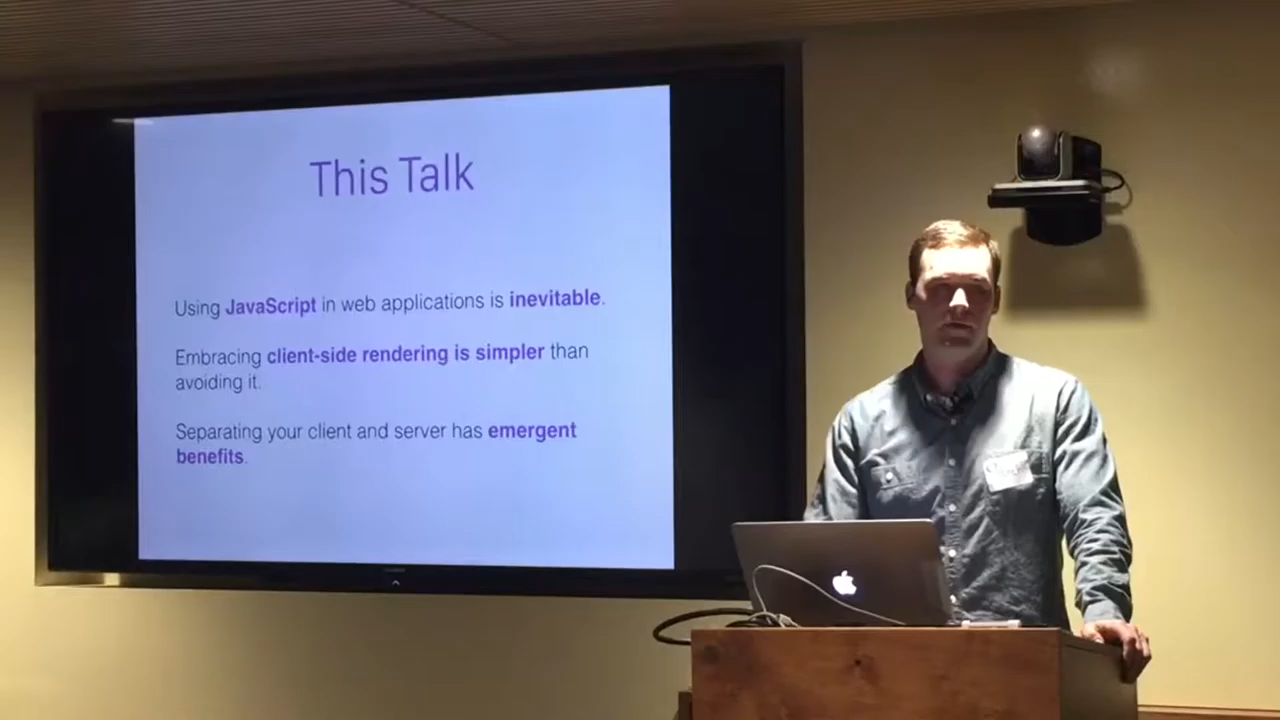 This Talk
Using JavaScript in web applications is inevitable.
Embracing client-side rendering is simpler than
avoiding it.
Separating your client and server has emergent
benefits.